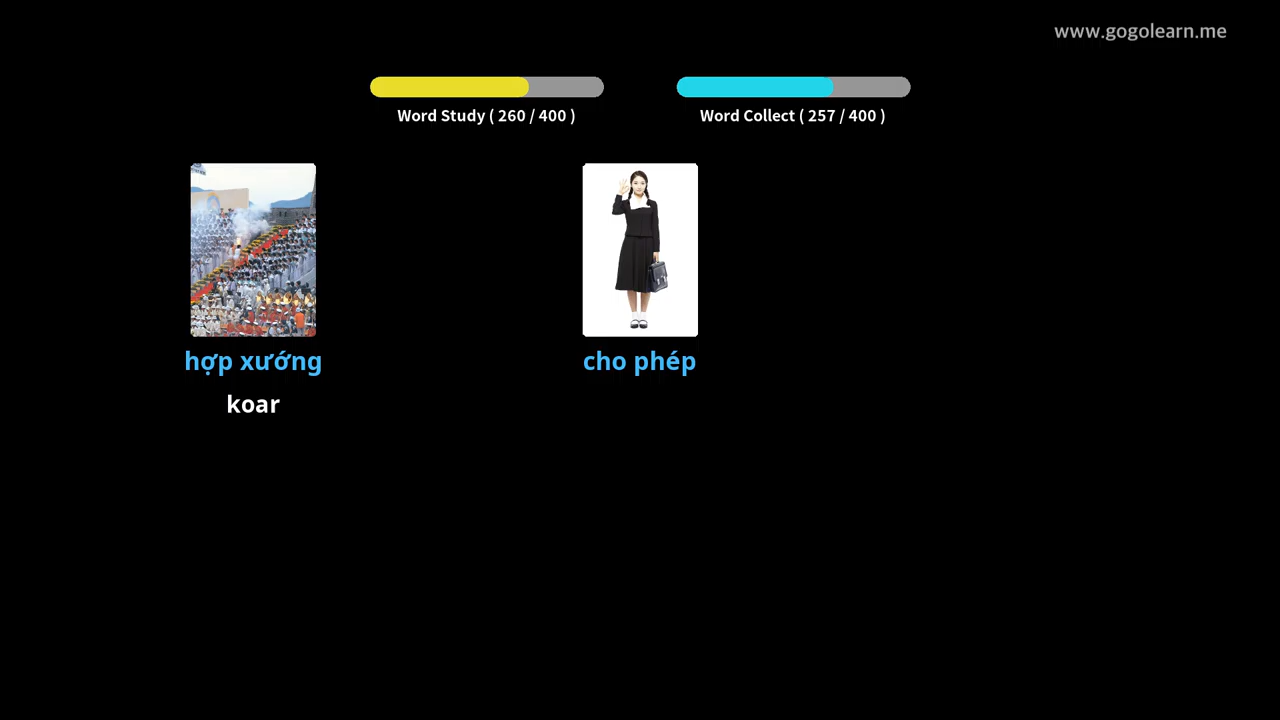 www.gogolearn.me
Word Study ( 260 / 400 )
Word Collect ( 257 / 400 )
hợp xướng
koar
cho phép